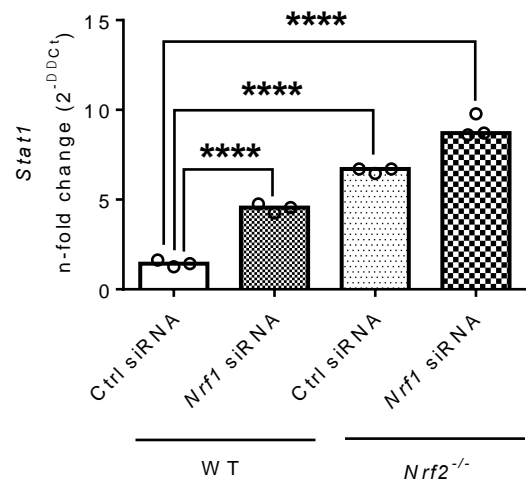 Stat1
n-fold change (2^-DDCt)
15
10
5
0
****
****
****
Ctrl siRNA
Nrf1 siRNA
Ctrl siRNA
Nrf1 siRNA
WT
Nrf2^-/-